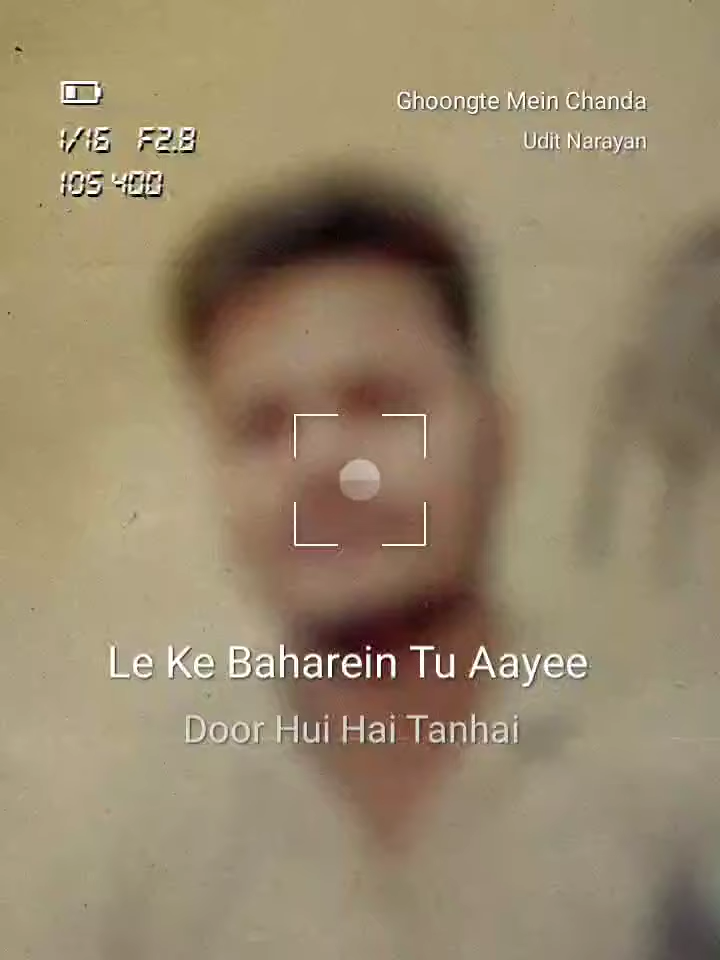 Ghoongte Mein Chanda
1/16 F2.8
Udit Narayan
105 400
Le Ke Baharein Tu Aayee
Door Hui Hai Tanhai